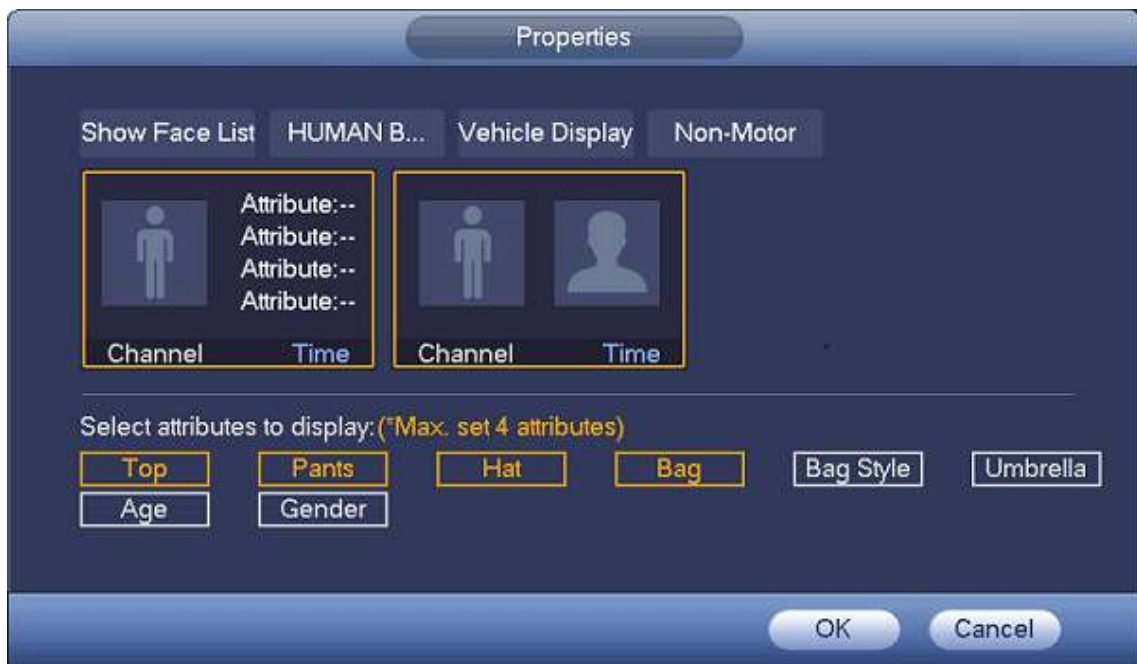 Properties
Show Face List HUMAN B... Vehicle Display Non-Motor
Attribute:--
Attribute:--
Attribute:--
Attribute:--
Channel Time Channel Time
Select attributes to display:(*Max. set 4 attributes)
Top Pants Hat Bag Bag Style Umbrella
Age Gender
OK Cancel